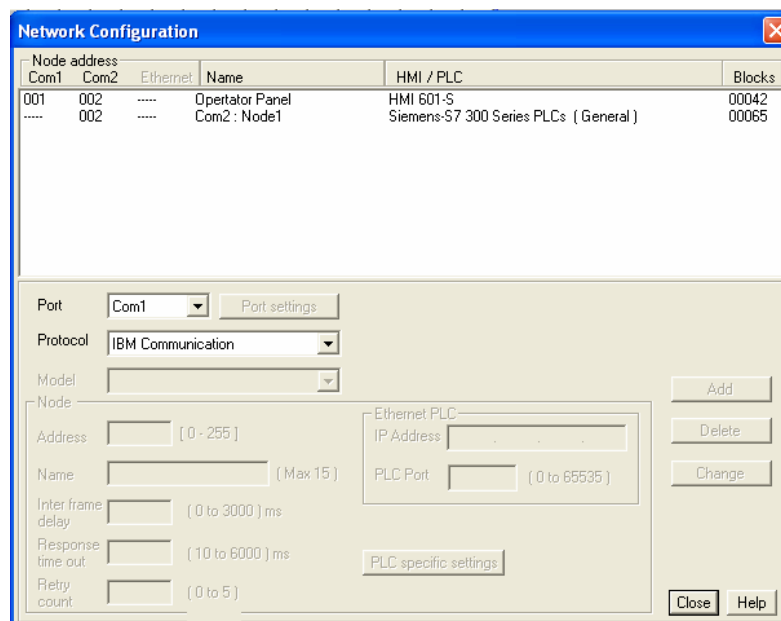 Network Configuration
Node address
Com1 Com2 Ethernet Name HMI / PLC Blocks
001 002 ----- Opertator Panel HMI 601-S 00042
----- 002 ----- Com2 : Node1 Siemens-S7 300 Series PLCs ( General ) 00065
Port Com1 Port settings
Protocol IBM Communication
Model
Add
Node
Ethernet PLC
Address [ 0 - 255 ] IP Address . . . Delete
Name ( Max 15 ) PLC Port ( 0 to 65535 ) Change
Inter frame
delay ( 0 to 3000 ) ms
Response
time out ( 10 to 6000 ) ms PLC specific settings
Retry
count ( 0 to 5 )
Close Help